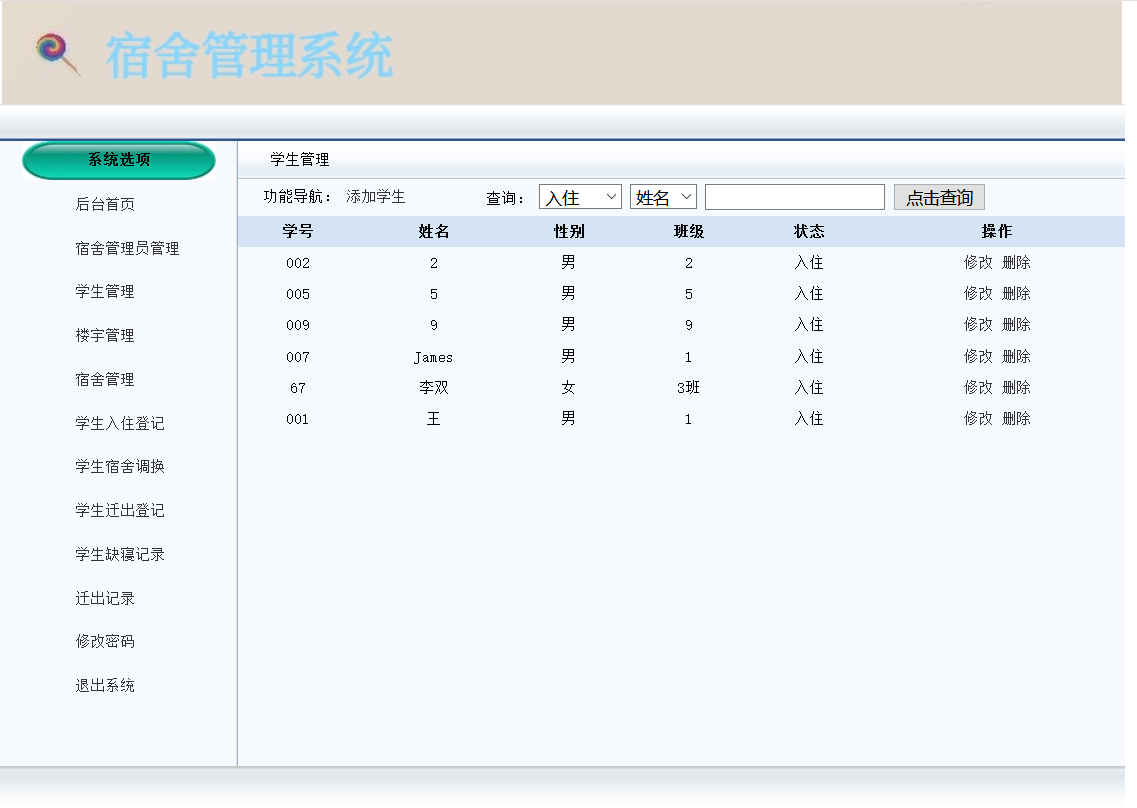 宿舍管理系统
系统选项
后台首页
宿舍管理员管理
学生管理
楼宇管理
宿舍管理
学生入住登记
学生宿舍调换
学生迁出登记
学生缺寝记录
迁出记录
修改密码
退出系统
学生管理
功能导航： 添加学生 查询： 入住 姓名 点击查询
学号 姓名 性别 班级 状态 操作
002 2 男 2 入住 修改 删除
005 5 男 5 入住 修改 删除
009 9 男 9 入住 修改 删除
007 James 男 1 入住 修改 删除
67 李双 女 3班 入住 修改 删除
001 王 男 1 入住 修改 删除